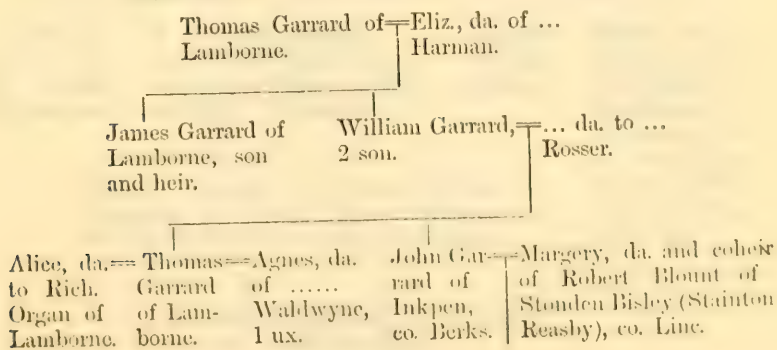 Thomas Garrard of Lamborne.
Eliz., da. of ... Harman.
James Garrard of
Lamborne, son
and heir.
William Garrard,
2 son.
... da. to ...
Rosser.
Alice, da.
to Rich.
Organ of
Lamborne.
Thomas
Garrard
of Lam-
borne.
Agnes, da.
of ......
Waldwyne,
1 ux.
John Gar-
rard of
Inkpen,
co. Berks.
Margery, da. and coheir
of Robert Blount of
Stonden Bisley (Stainton
Reasby), co. Linc.